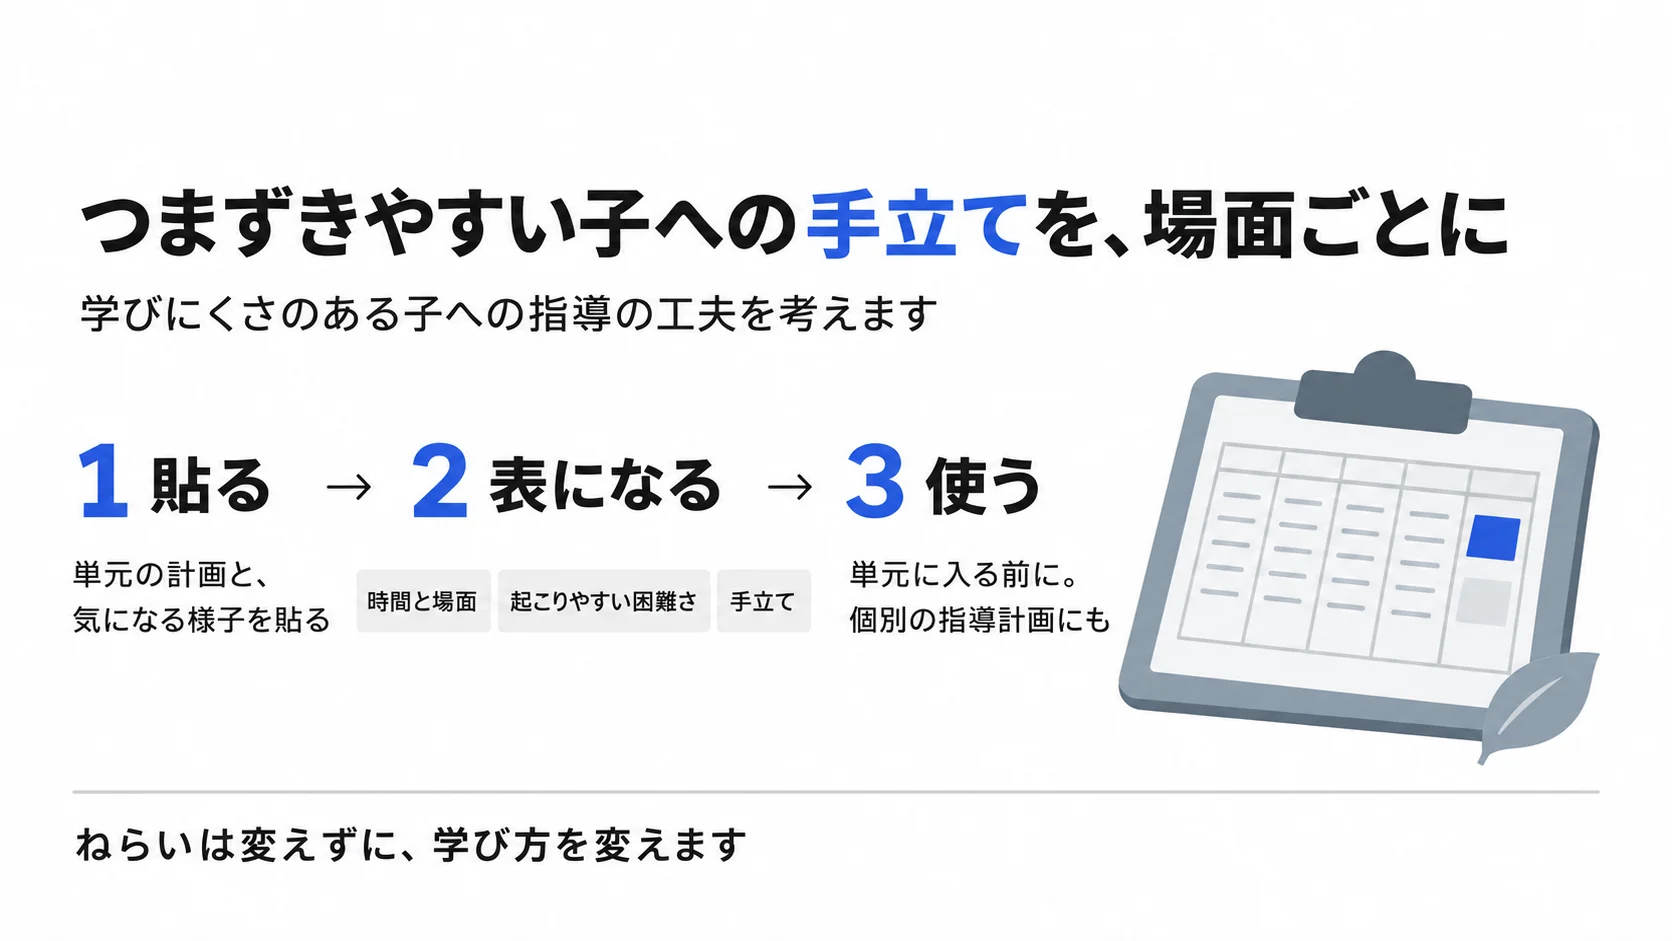 つまずきやすい子への手立てを、場面ごとに
学びにくさのある子への指導の工夫を考えます
1 貼る → 2 表になる → 3 使う
単元の計画と、
気になる様子を貼る
時間と場面 起こりやすい困難さ 手立て
単元に入る前に。
個別の指導計画にも
ねらいは変えずに、学び方を変えます